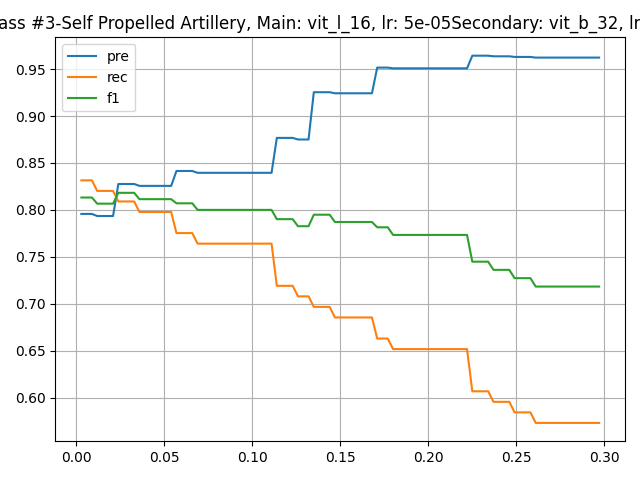 ass #3-Self Propelled Artillery, Main: vit_l_16, lr: 5e-05Secondary: vit_b_32, lr
pre
rec
f1
0.95
0.90
0.85
0.80
0.75
0.70
0.65
0.60
0.00 0.05 0.10 0.15 0.20 0.25 0.30